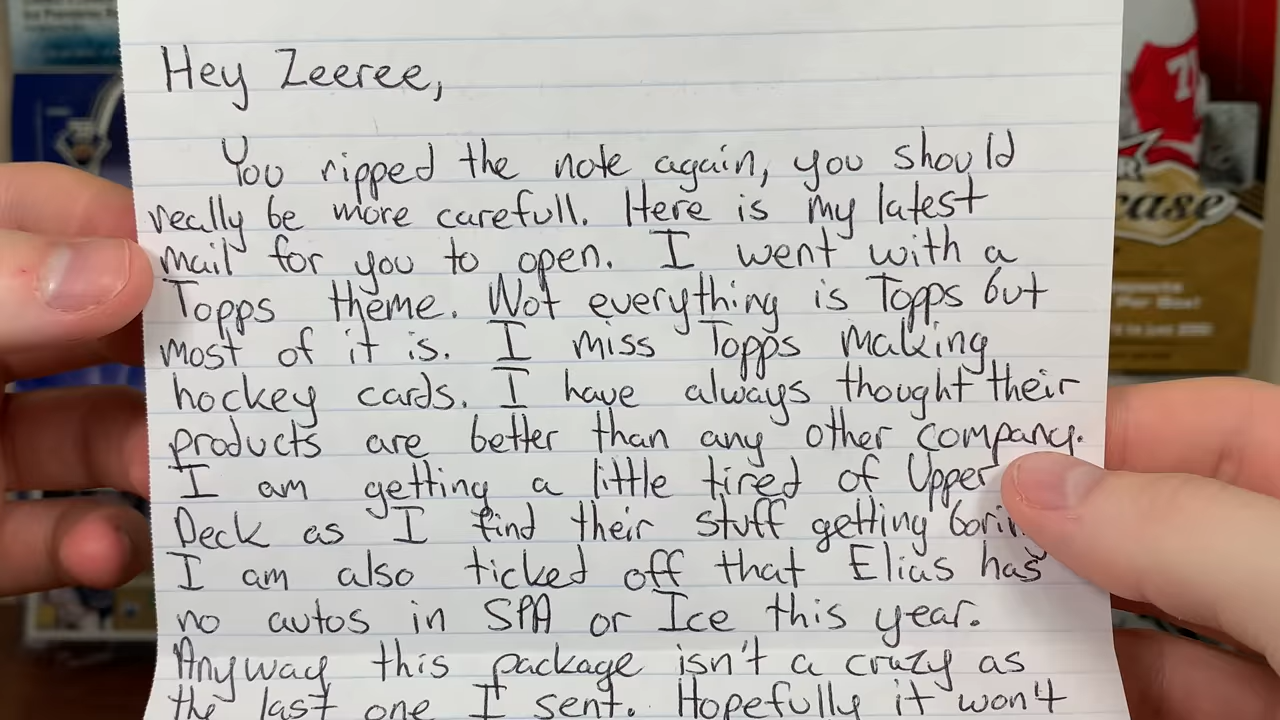 Hey Zeeree,
You ripped the note again, you should
really be more carefull. Here is my latest
mail for you to open. I went with a
Topps theme. Not everything is Topps but
most of it is. I miss Topps making
hockey cards. I have always thought their
products are better than any other company.
I am getting a little tired of Upper
Deck as I find their stuff getting
I am also ticked off that Elias has
no autos in SPA or Ice this year.
Anyway this package isn't a crazy as
the last one I sent. Hopefully it won't